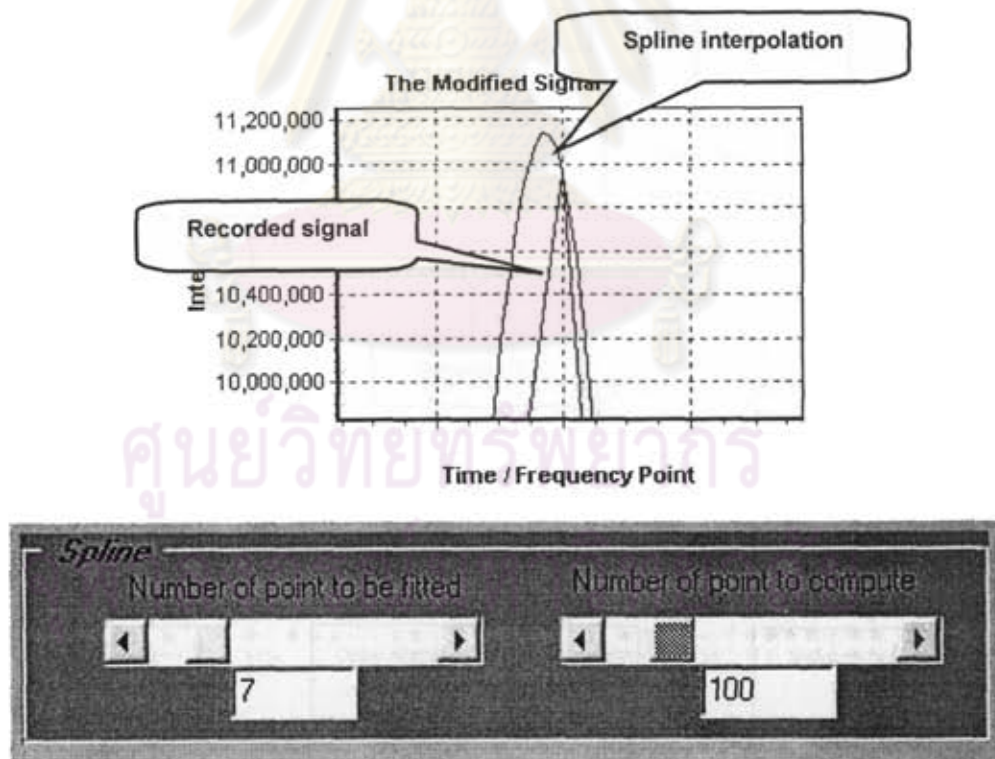 Spline interpolation
The Modified Signal
11,200,000
11,000,000
Recorded signal
Inte
10,400,000
10,200,000
10,000,000
Time / Frequency Point
ศูนย์วิทยทรัพยากร
Spline
Number of point to be fitted
Number of point to compute
7
100